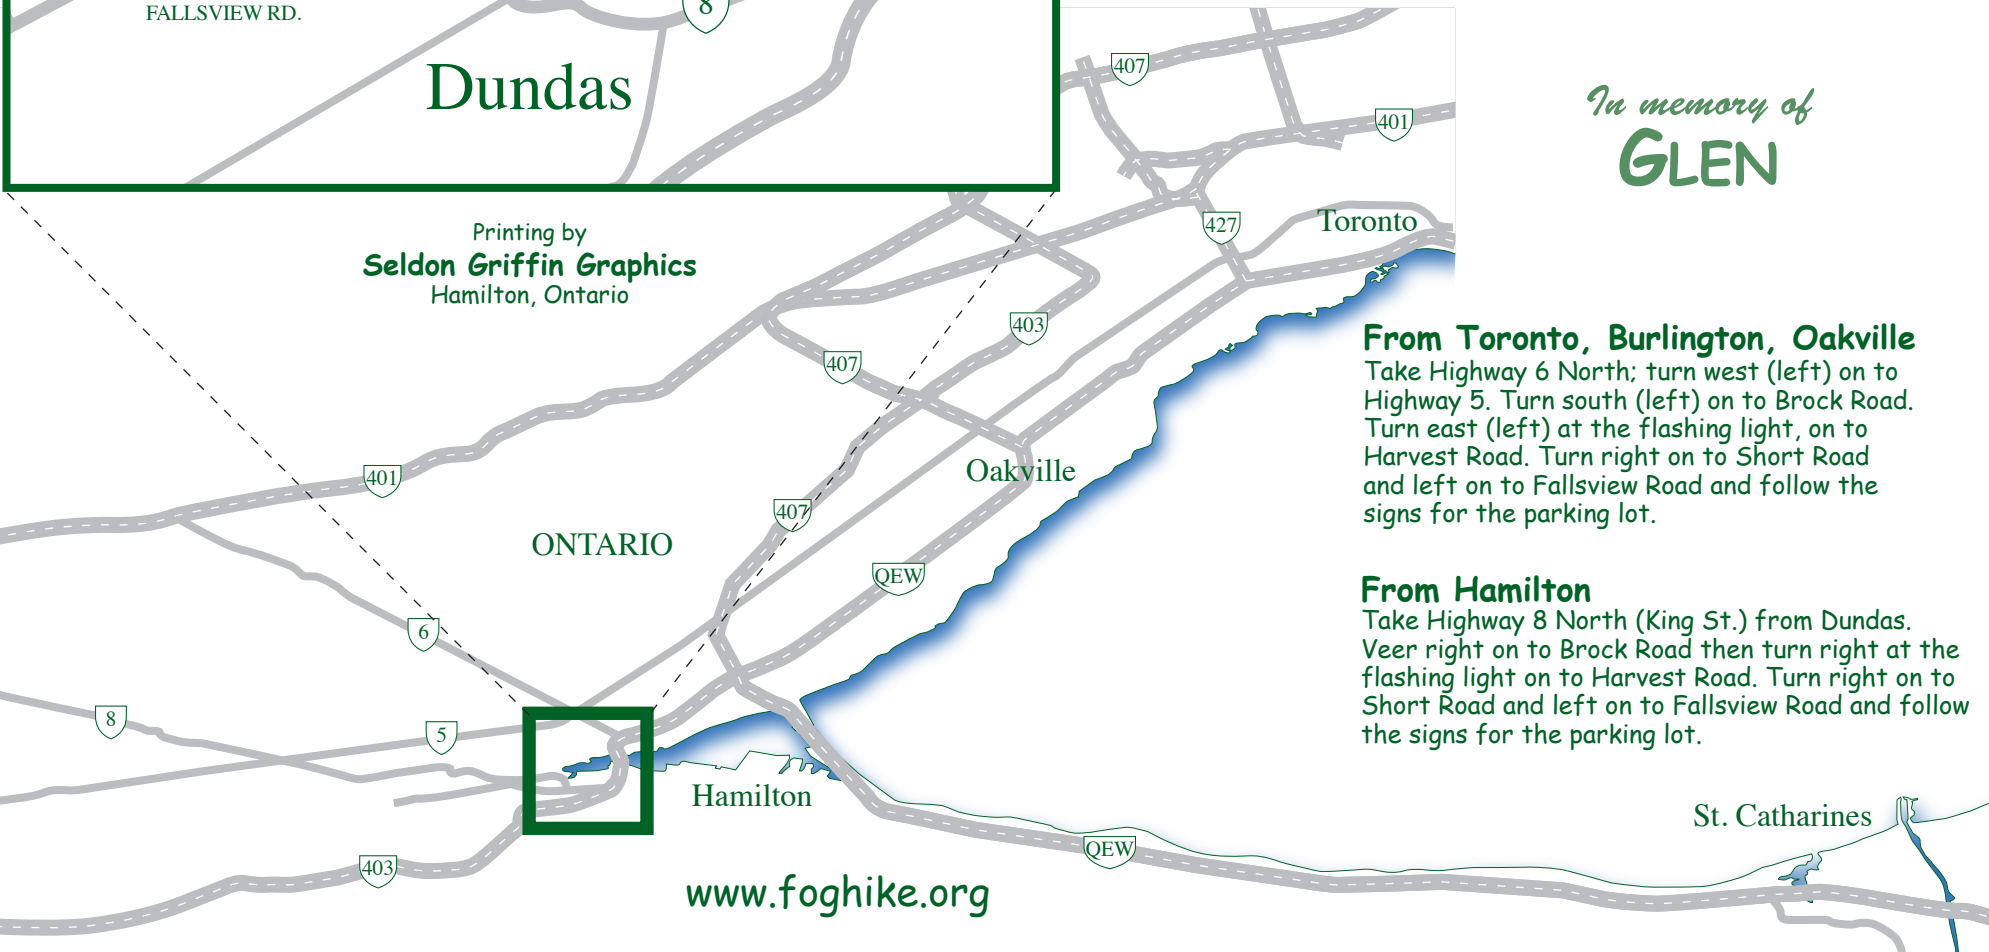 FALLSVIEW RD.
8
Dundas
407
401
In memory of
GLEN
427
Toronto
Printing by
Seldon Griffin Graphics
Hamilton, Ontario
403
407
From Toronto, Burlington, Oakville
Take Highway 6 North; turn west (left) on to
Highway 5. Turn south (left) on to Brock Road.
Turn east (left) at the flashing light, on to
Harvest Road. Turn right on to Short Road
and left on to Fallsview Road and follow the
signs for the parking lot.
401
Oakville
407
ONTARIO
QEW
6
From Hamilton
Take Highway 8 North (King St.) from Dundas.
Veer right on to Brock Road then turn right at the
flashing light on to Harvest Road. Turn right on to
Short Road and left on to Fallsview Road and follow
the signs for the parking lot.
8
5
Hamilton
St. Catharines
QEW
403
www.foghike.org